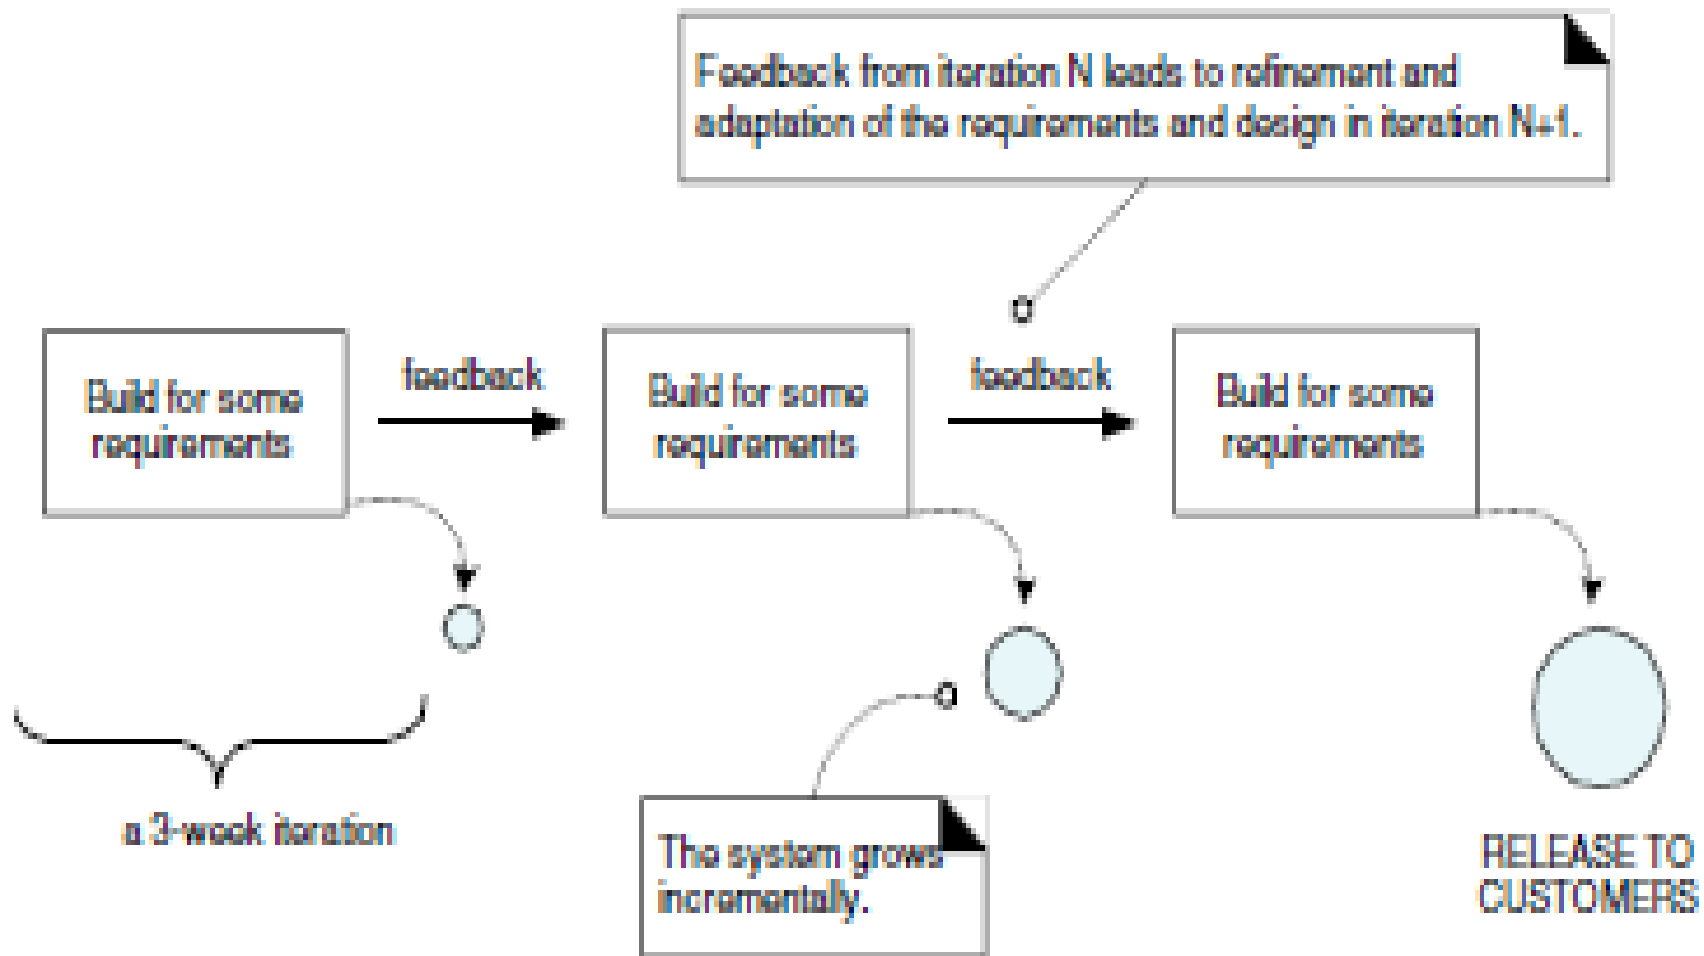 Feedback from iteration N leads to refinement and
adaptation of the requirements and design in iteration N+1.
Build for some
requirements
feedback
Build for some
requirements
feedback
Build for some
requirements
a 3-week iteration
The system grows
incrementally.
RELEASE TO
CUSTOMERS